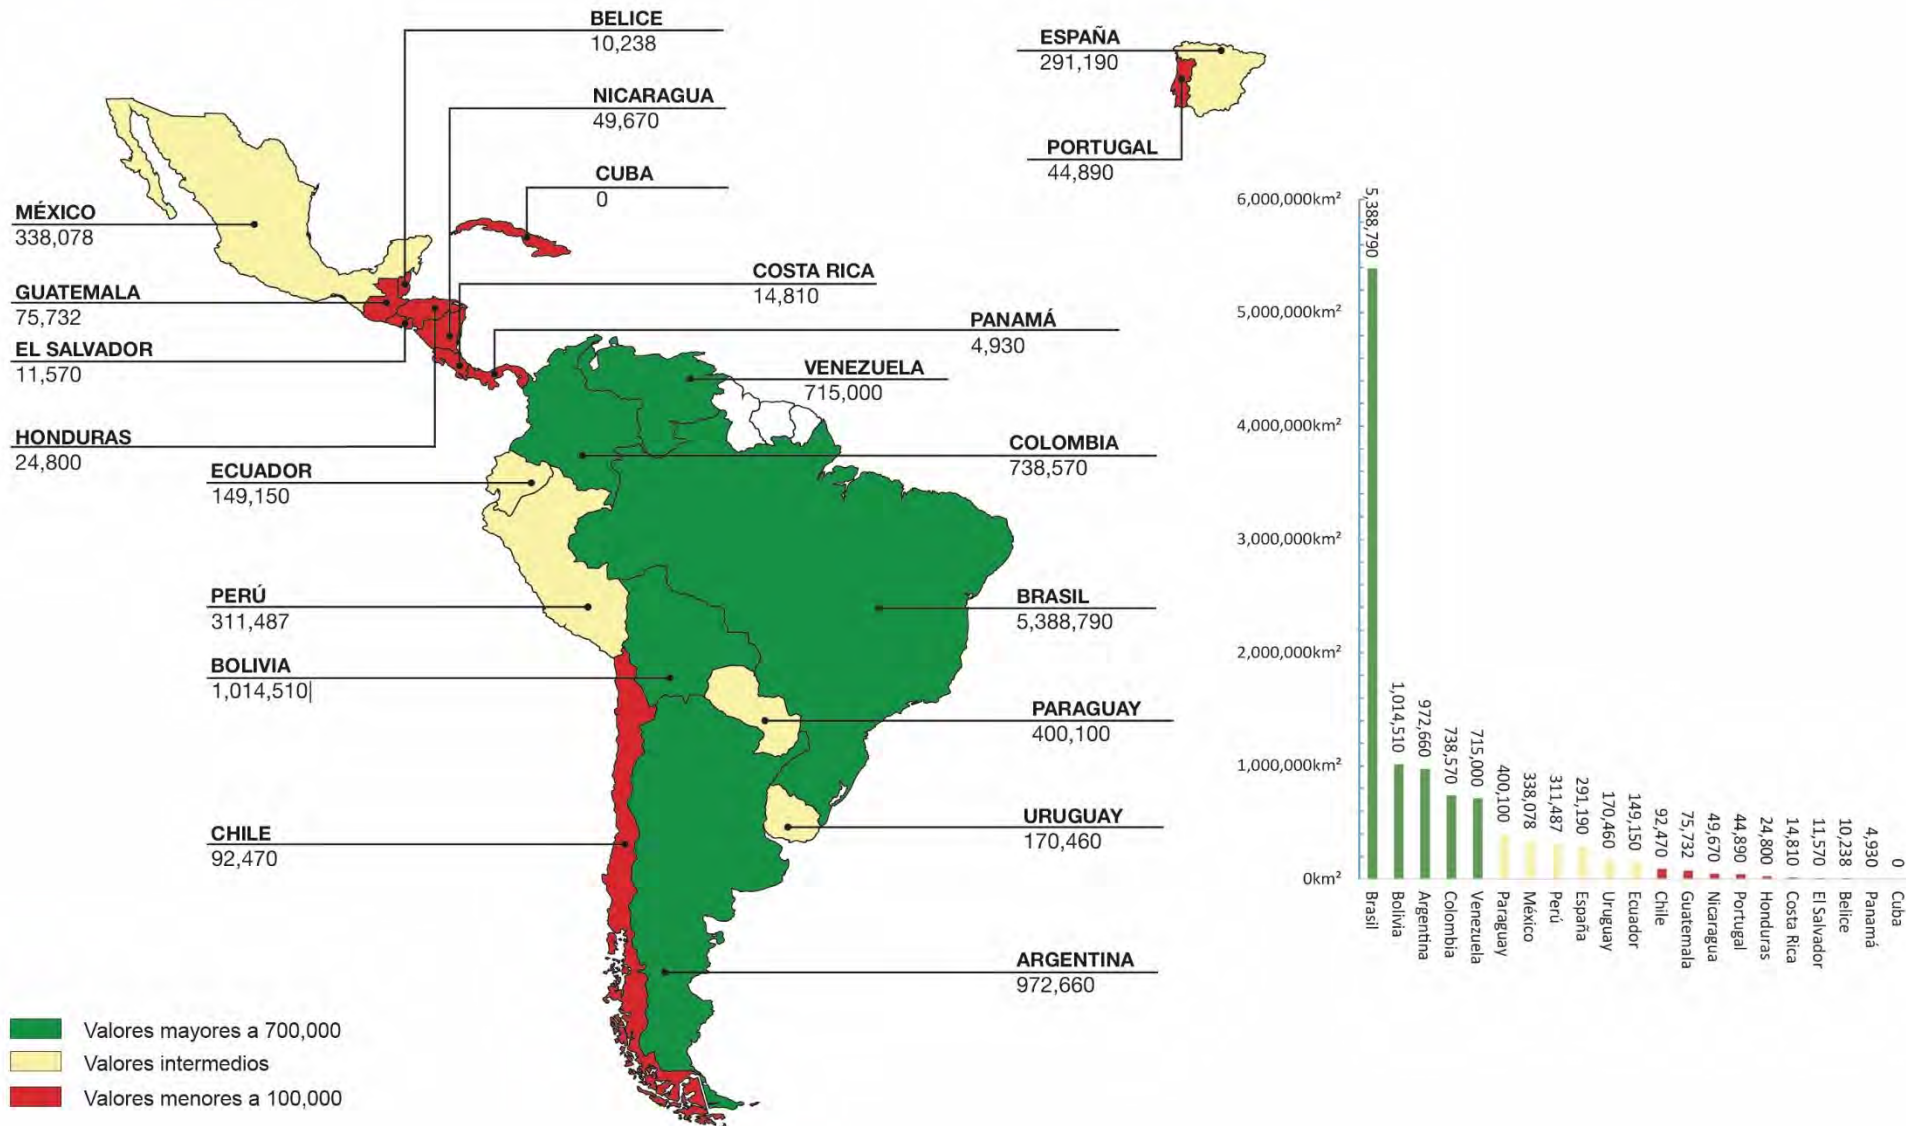 BELICE
10,238
ESPAÑA
291,190
NICARAGUA
49,670
PORTUGAL
44,890
CUBA
0
MÉXICO
338,078
COSTA RICA
14,810
GUATEMALA
75,732
PANAMÁ
4,930
EL SALVADOR
11,570
VENEZUELA
715,000
HONDURAS
24,800
COLOMBIA
738,570
ECUADOR
149,150
PERÚ
311,487
BRASIL
5,388,790
BOLIVIA
1,014,510|
PARAGUAY
400,100
URUGUAY
170,460
CHILE
92,470
ARGENTINA
972,660
Valores mayores a 700,000
Valores intermedios
Valores menores a 100,000
6,000,000km²
5,000,000km²
4,000,000km²
3,000,000km²
2,000,000km²
1,000,000km²
0km²
5,388,790
1,014,510
972,660
738,570
715,000
400,100
338,078
311,487
291,190
170,460
149,150
92,470
75,732
49,670
44,890
24,800
14,810
11,570
10,238
4,930
0
Brasil
Bolivia
Argentina
Colombia
Venezuela
Paraguay
México
Perú
España
Uruguay
Ecuador
Chile
Guatemala
Nicaragua
Portugal
Honduras
Costa Rica
El Salvador
Belice
Panamá
Cuba